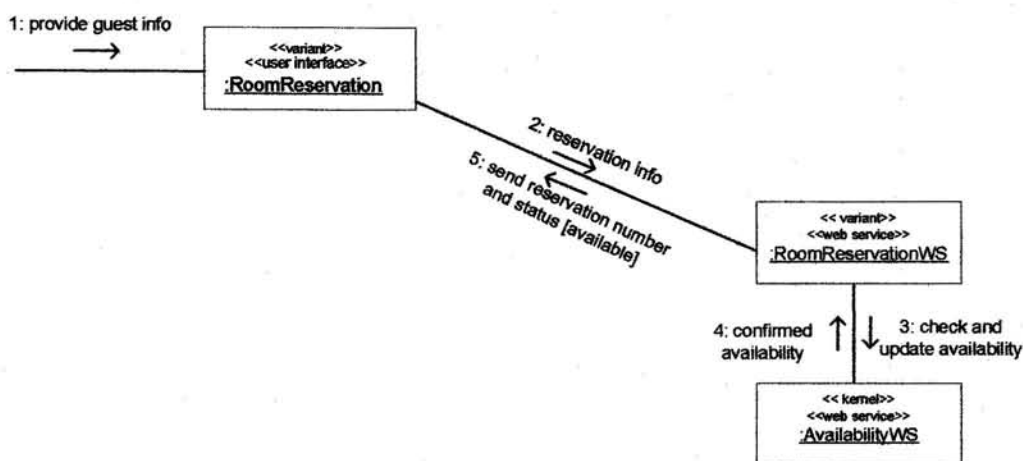 1: provide guest info
<<variant>>
<<user interface>>
:RoomReservation
2: reservation info
5: send reservation number
and status [available]
<< variant>>
<<web service>>
:RoomReservationWS
4: confirmed
availability
3: check and
update availability
<< kernel>>
<<web service>>
:AvailabilityWS